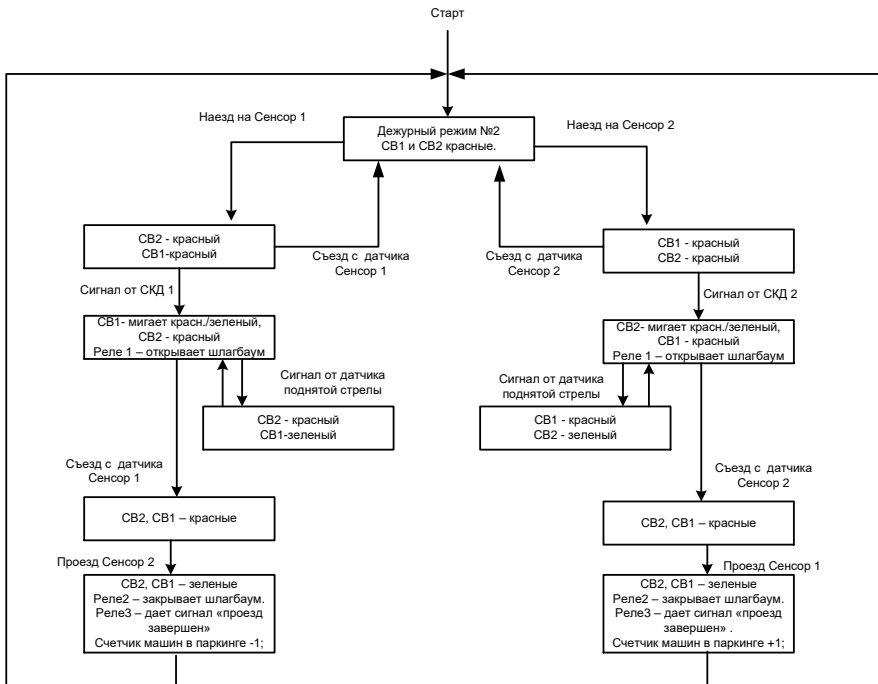 Старт
Наезд на Сенсор 1
Дежурный режим №2
СВ1 и СВ2 красные.
Наезд на Сенсор 2
СВ2 - красный
СВ1-красный
Съезд с датчика
Сенсор 1
Съезд с датчика
Сенсор 2
СВ1 - красный
СВ2 - красный
Сигнал от СКД 1
Сигнал от СКД 2
СВ1- мигает красн./зеленый,
СВ2 - красный
Реле 1 – открывает шлагбаум
СВ2- мигает красн./зеленый,
СВ1 - красный
Реле 1 – открывает шлагбаум
Сигнал от датчика
поднятой стрелы
Сигнал от датчика
поднятой стрелы
СВ2 - красный
СВ1-зеленый
СВ1 - красный
СВ2 - зеленый
Съезд с датчика
Сенсор 1
Съезд с датчика
Сенсор 2
СВ2, СВ1 – красные
СВ2, СВ1 – красные
Проезд Сенсор 2
Проезд Сенсор 1
СВ2, СВ1 – зеленые
Реле2 – закрывает шлагбаум.
Реле3 – дает сигнал «проезд
завершен»
Счетчик машин в паркинге -1;
СВ2, СВ1 – зеленые
Реле2 – закрывает шлагбаум.
Реле3 – дает сигнал «проезд
завершен» .
Счетчик машин в паркинге +1;